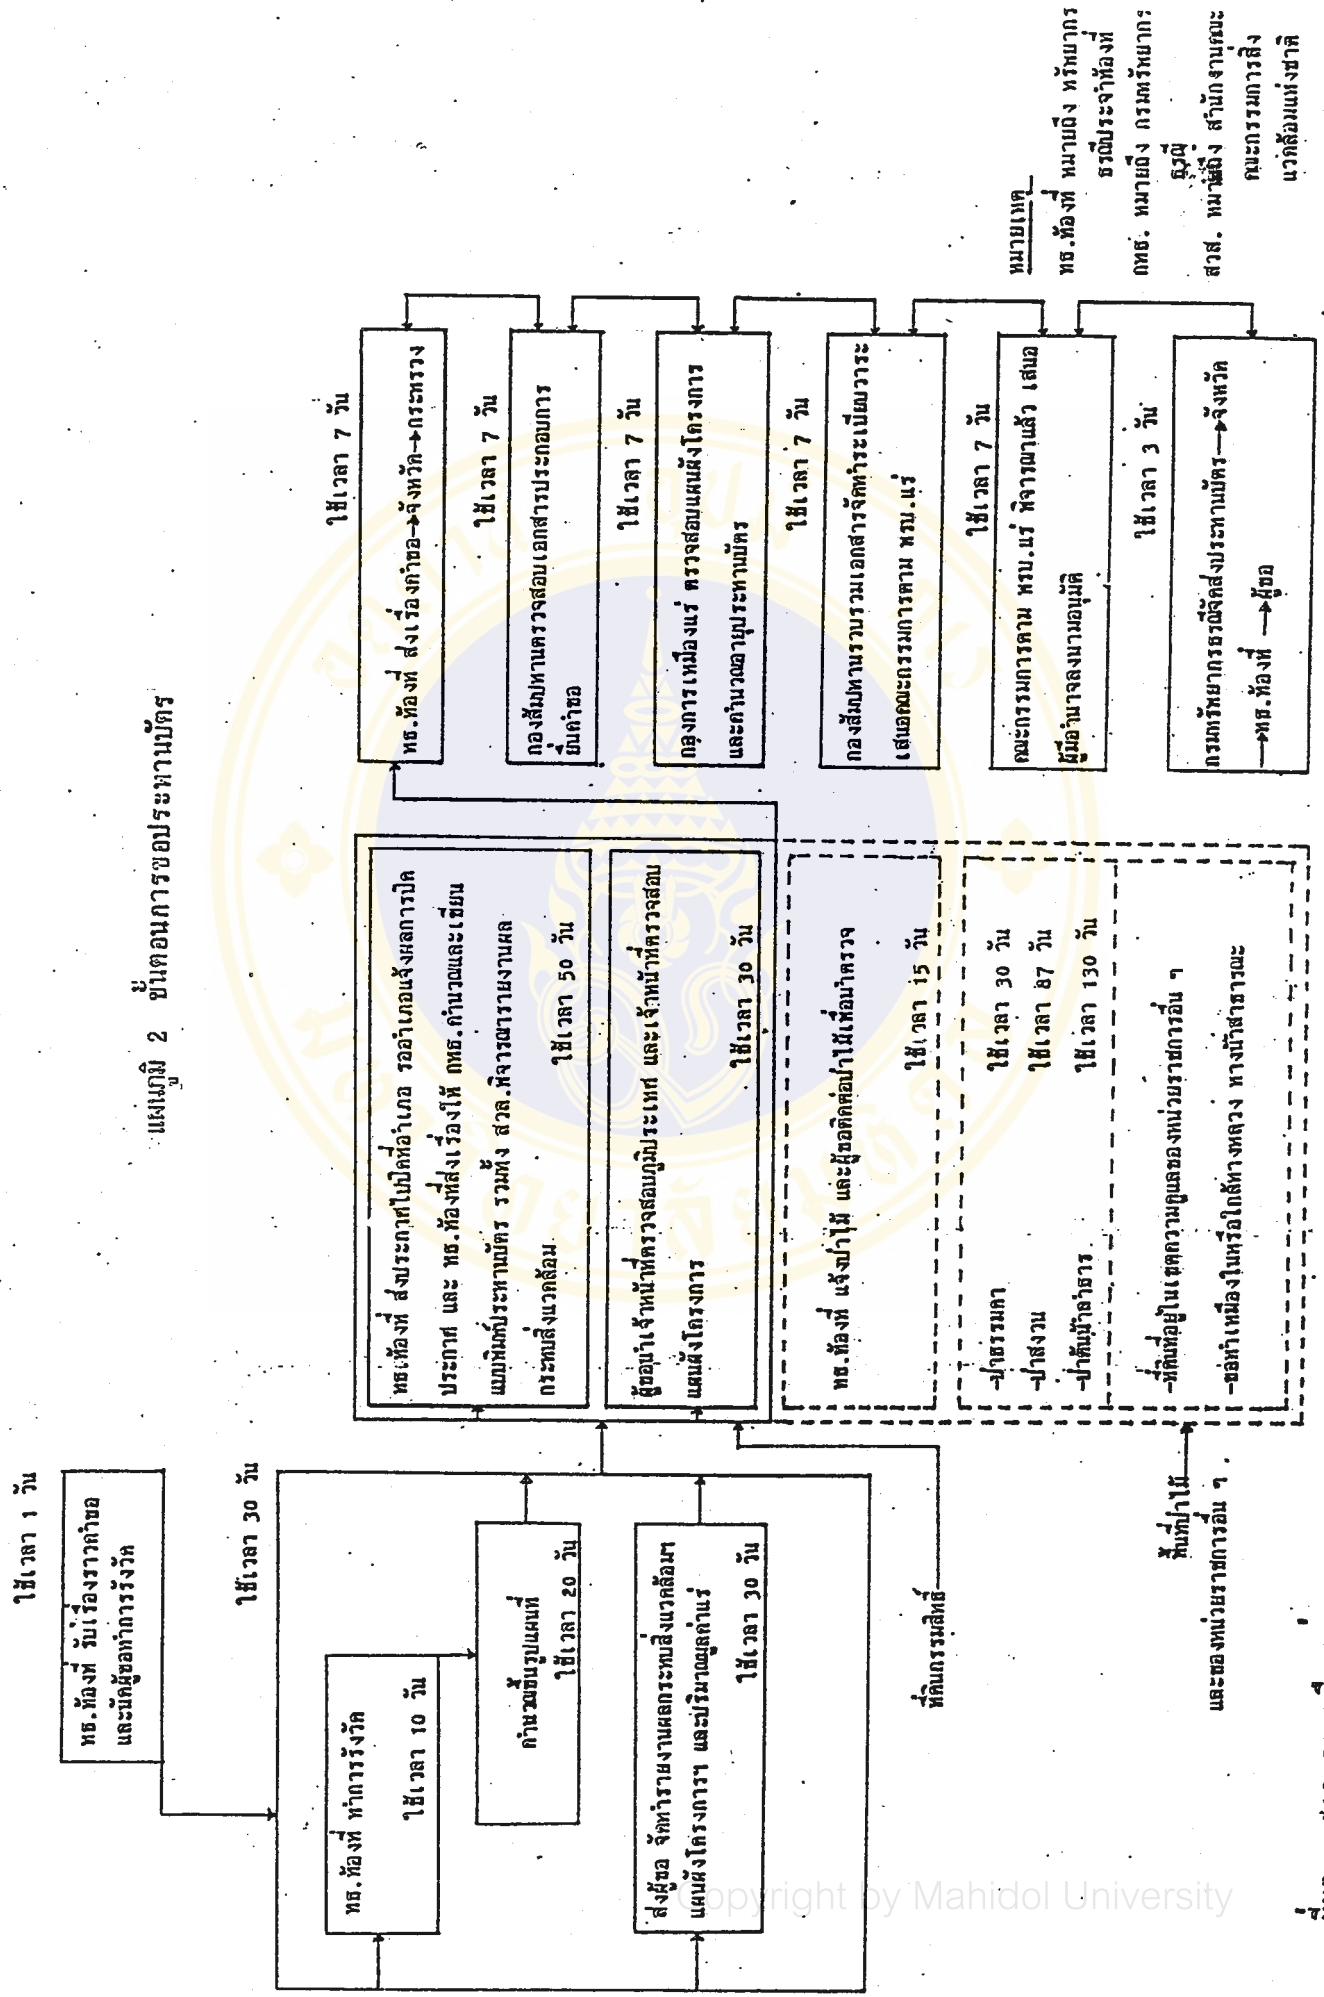 แผนภูมิ 2 ขั้นตอนการขอประทานบัตร
ใช้เวลา 1 วัน
ทธ.ท้องที่ รับเรื่องราวคำขอ
และนัดผู้ขอทำการรังวัด
ใช้เวลา 30 วัน
ทธ.ท้องที่ ทำการรังวัด
ใช้เวลา 10 วัน
คำนวณขึ้นรูปแผนที่
ใช้เวลา 20 วัน
ส่งผู้ขอ จัดทำรายงานผลกระทบสิ่งแวดล้อมฯ
แผนผังโครงการฯ และปริมาณมูลค่าแร่
ใช้เวลา 30 วัน
ที่ดินกรรมสิทธิ์
พื้นที่ป่าไม้
และของหน่วยราชการอื่น ๆ .
ทธ.ท้องที่ ส่งประกาศไปปิดที่อำเภอ รออำเภอแจ้งผลการปิด
ประกาศ และ ทธ.ท้องที่ส่งเรื่องให้ กทธ.คำนวณและเขียน
แบบพิมพ์ประทานบัตร รวมทั้ง สวล.พิจารณารายงานผล
กระทบสิ่งแวดล้อม
ใช้เวลา 50 วัน
ผู้ขอนำเจ้าหน้าที่ตรวจสอบภูมิประเทศ และเจ้าหน้าที่ตรวจสอบ
แผนผังโครงการ
ใช้เวลา 30 วัน
ทธ.ท้องที่ แจ้งป่าไม้ และผู้ขอติดต่อป่าไม้เพื่อนำตรวจ
ใช้เวลา 15 วัน
-ป่าธรรมดา ใช้เวลา 30 วัน
-ป่าสงวน ใช้เวลา 87 วัน
-ป่าต้นน้ำลำธาร. ใช้เวลา 130 วัน
-ที่ดินที่อยู่ในเขตความดูแลของหน่วยราชการอื่น ๆ
-ขอทำเหมืองในหรือใกล้ทางหลวง ทางน้ำสาธารณะ
ใช้เวลา 7 วัน
ทธ.ท้องที่ ส่งเรื่องคำขอ→จังหวัด→กระทรวง
ใช้เวลา 7 วัน
กองสัมปทานตรวจสอบเอกสารประกอบการ
ยื่นคำขอ
ใช้เวลา 7 วัน
กองการเหมืองแร่ ตรวจสอบแผนผังโครงการ
และคำนวณอายุประทานบัตร
ใช้เวลา 7 วัน
กองสัมปทานรวบรวมเอกสารจัดทำระเบียบวาระ
เสนอคณะกรรมการตาม พรบ.แร่
ใช้เวลา 7 วัน
คณะกรรมการตาม พรบ.แร่ พิจารณาแล้ว เสนอ
ผู้มีอำนาจลงนามอนุมัติ
ใช้เวลา 3 วัน
กรมทรัพยากรธรณีจัดส่งประทานบัตร→จังหวัด
→ทธ.ท้องที่ →ผู้ขอ
หมายเหตุ
ทธ.ท้องที่ หมายถึง ทรัพยากร
ธรณีประจำท้องที่
กทธ. หมายถึง กรมทรัพยากร
ธรณี
สวส. หมายถึง สำนักงานคณะ
คณะกรรมการสิ่ง
แวดล้อมแห่งชาติ
Copyright by Mahidol University